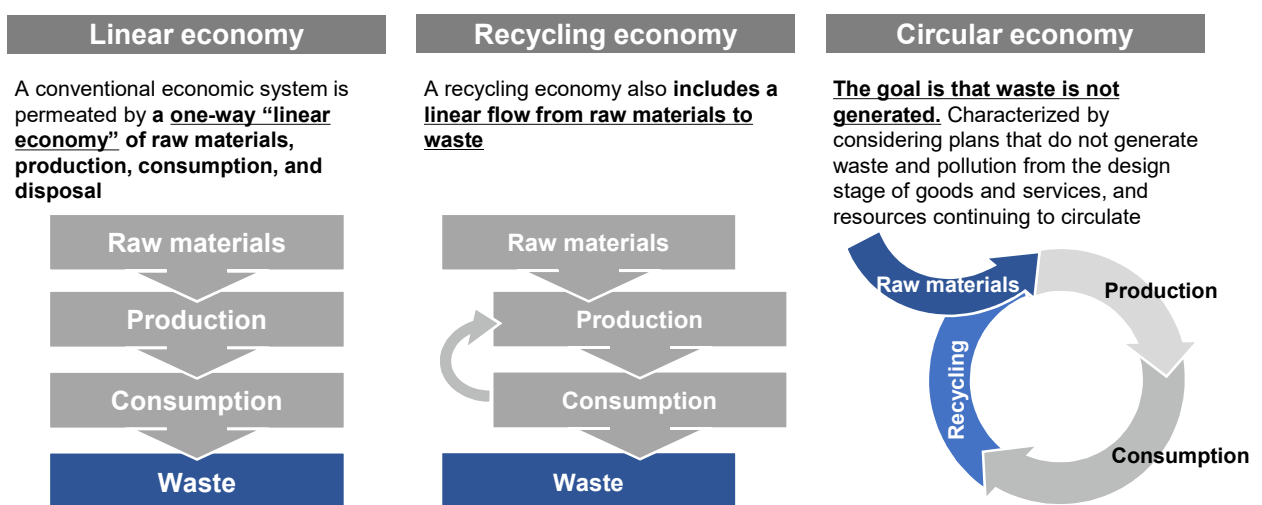 Linear economy
A conventional economic system is
permeated by a one-way “linear
economy” of raw materials,
production, consumption, and
disposal
Raw materials
Production
Consumption
Waste
Recycling economy
A recycling economy also includes a
linear flow from raw materials to
waste
Raw materials
Production
Consumption
Waste
Circular economy
The goal is that waste is not
generated. Characterized by
considering plans that do not generate
waste and pollution from the design
stage of goods and services, and
resources continuing to circulate
Raw materials
Production
Recycling
Consumption